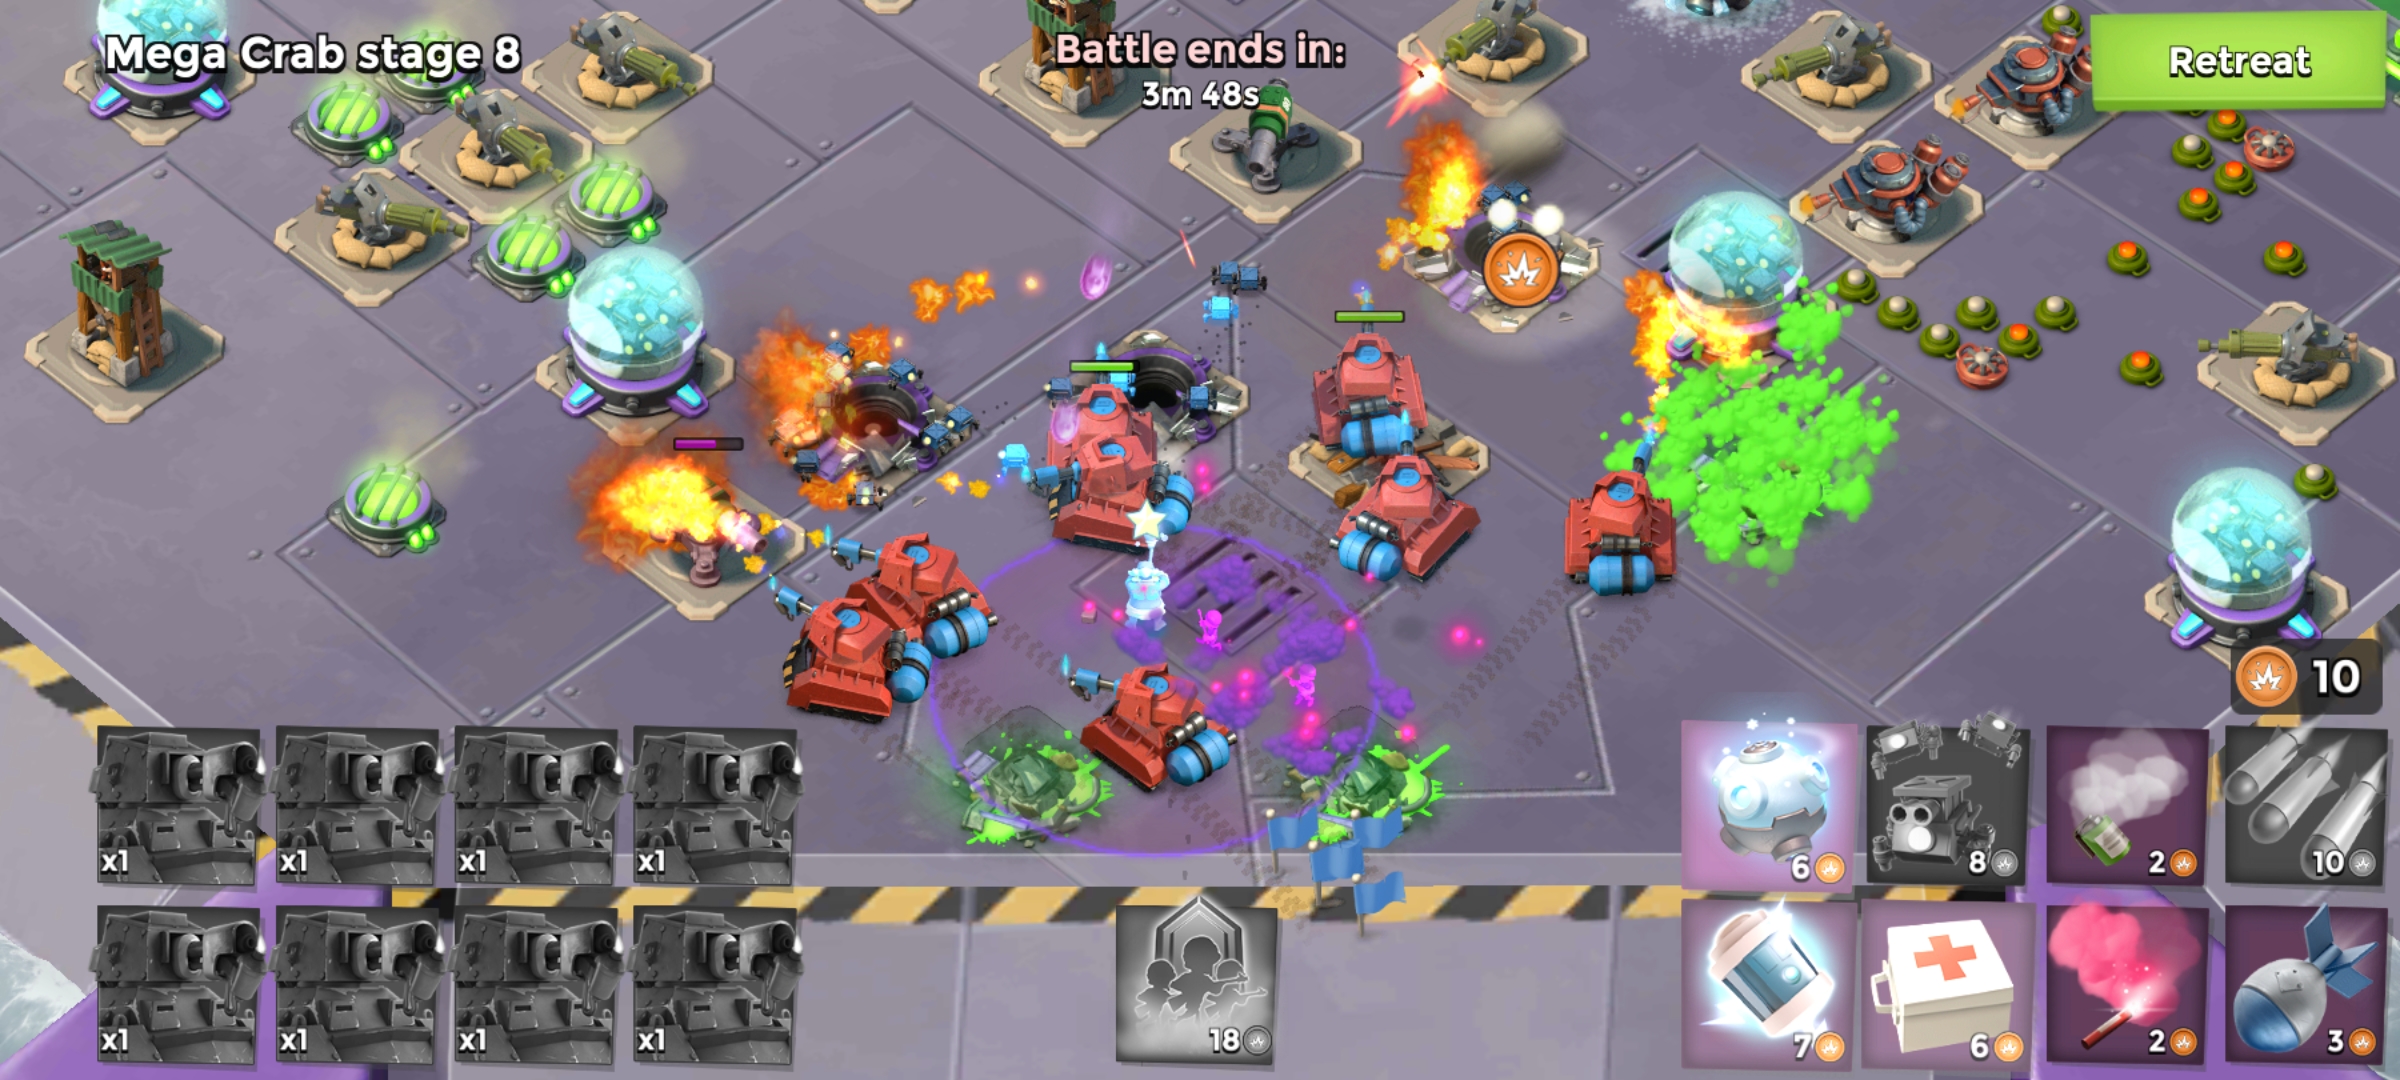 Mega Crab stage 8
Battle ends in:
3m 48s
Retreat
10
x1
x1
x1
x1
6
8
2
10
x1
x1
x1
x1
18
7
6
2
3